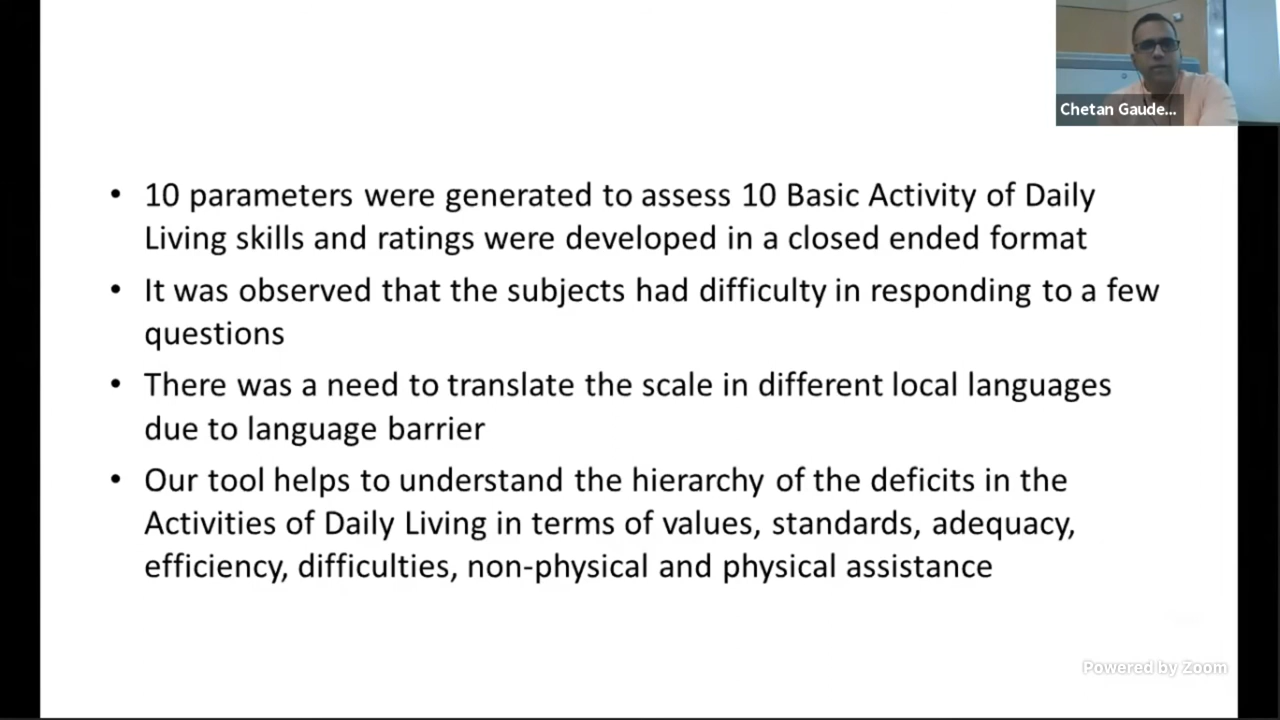 Chetan Gaude...
• 10 parameters were generated to assess 10 Basic Activity of Daily
Living skills and ratings were developed in a closed ended format
• It was observed that the subjects had difficulty in responding to a few
questions
• There was a need to translate the scale in different local languages
due to language barrier
• Our tool helps to understand the hierarchy of the deficits in the
Activities of Daily Living in terms of values, standards, adequacy,
efficiency, difficulties, non-physical and physical assistance
Powered by Zoom